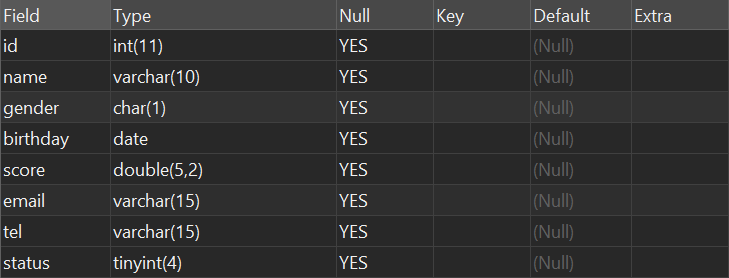 Field Type Null Key Default Extra
id int(11) YES (Null)
name varchar(10) YES (Null)
gender char(1) YES (Null)
birthday date YES (Null)
score double(5,2) YES (Null)
email varchar(15) YES (Null)
tel varchar(15) YES (Null)
status tinyint(4) YES (Null)